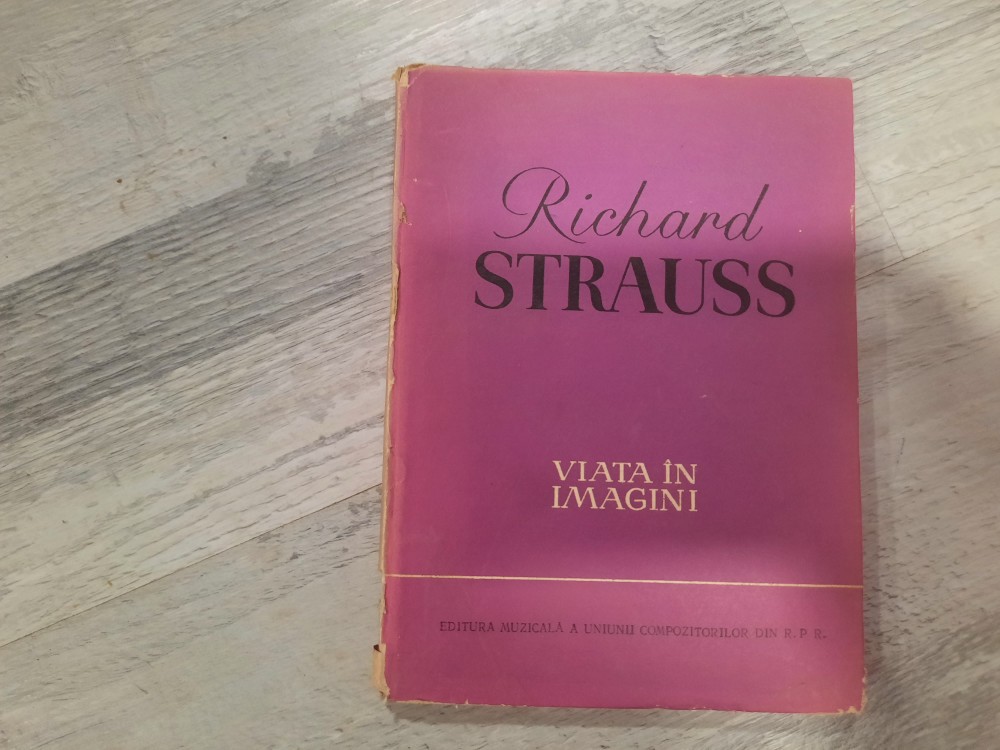 Richard
STRAUSS
VIATA ÎN
IMAGINI
EDITURA MUZICALĂ A UNIUNII COMPOZITORILOR DIN R. P. R.